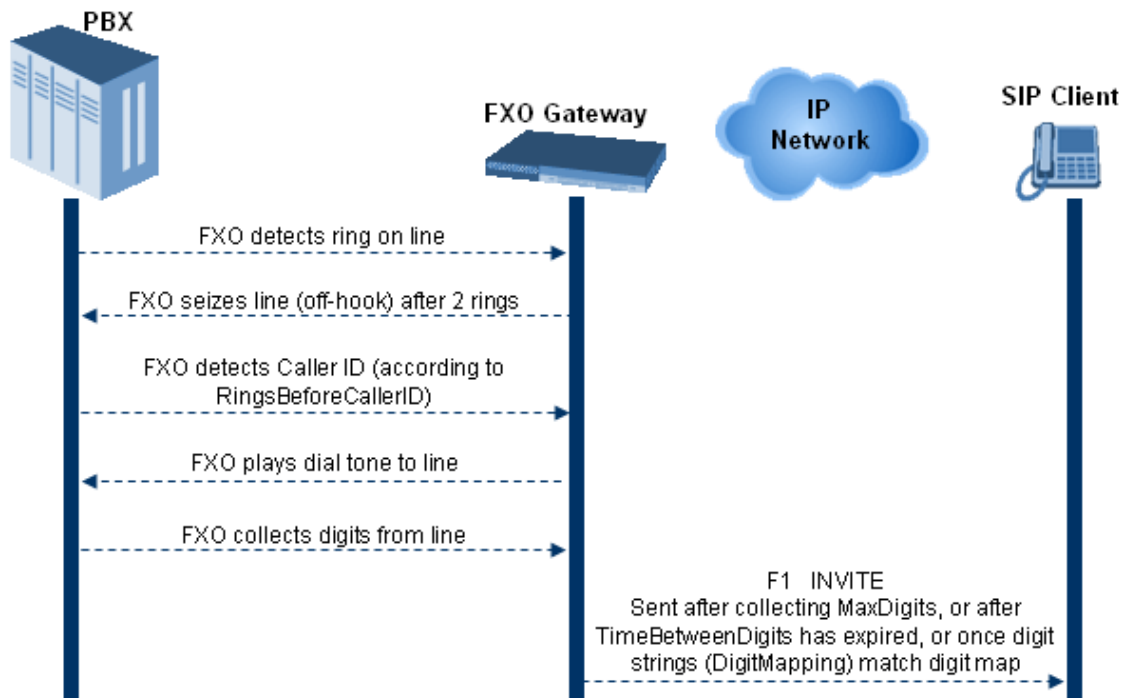 PBX
FXO Gateway
IP
Network
SIP Client
FXO detects ring on line
FXO seizes line (off-hook) after 2 rings
FXO detects Caller ID (according to
RingsBeforeCallerID)
FXO plays dial tone to line
FXO collects digits from line
F1 INVITE
Sent after collecting MaxDigits, or after
TimeBetweenDigits has expired, or once digit
strings (DigitMapping) match digit map